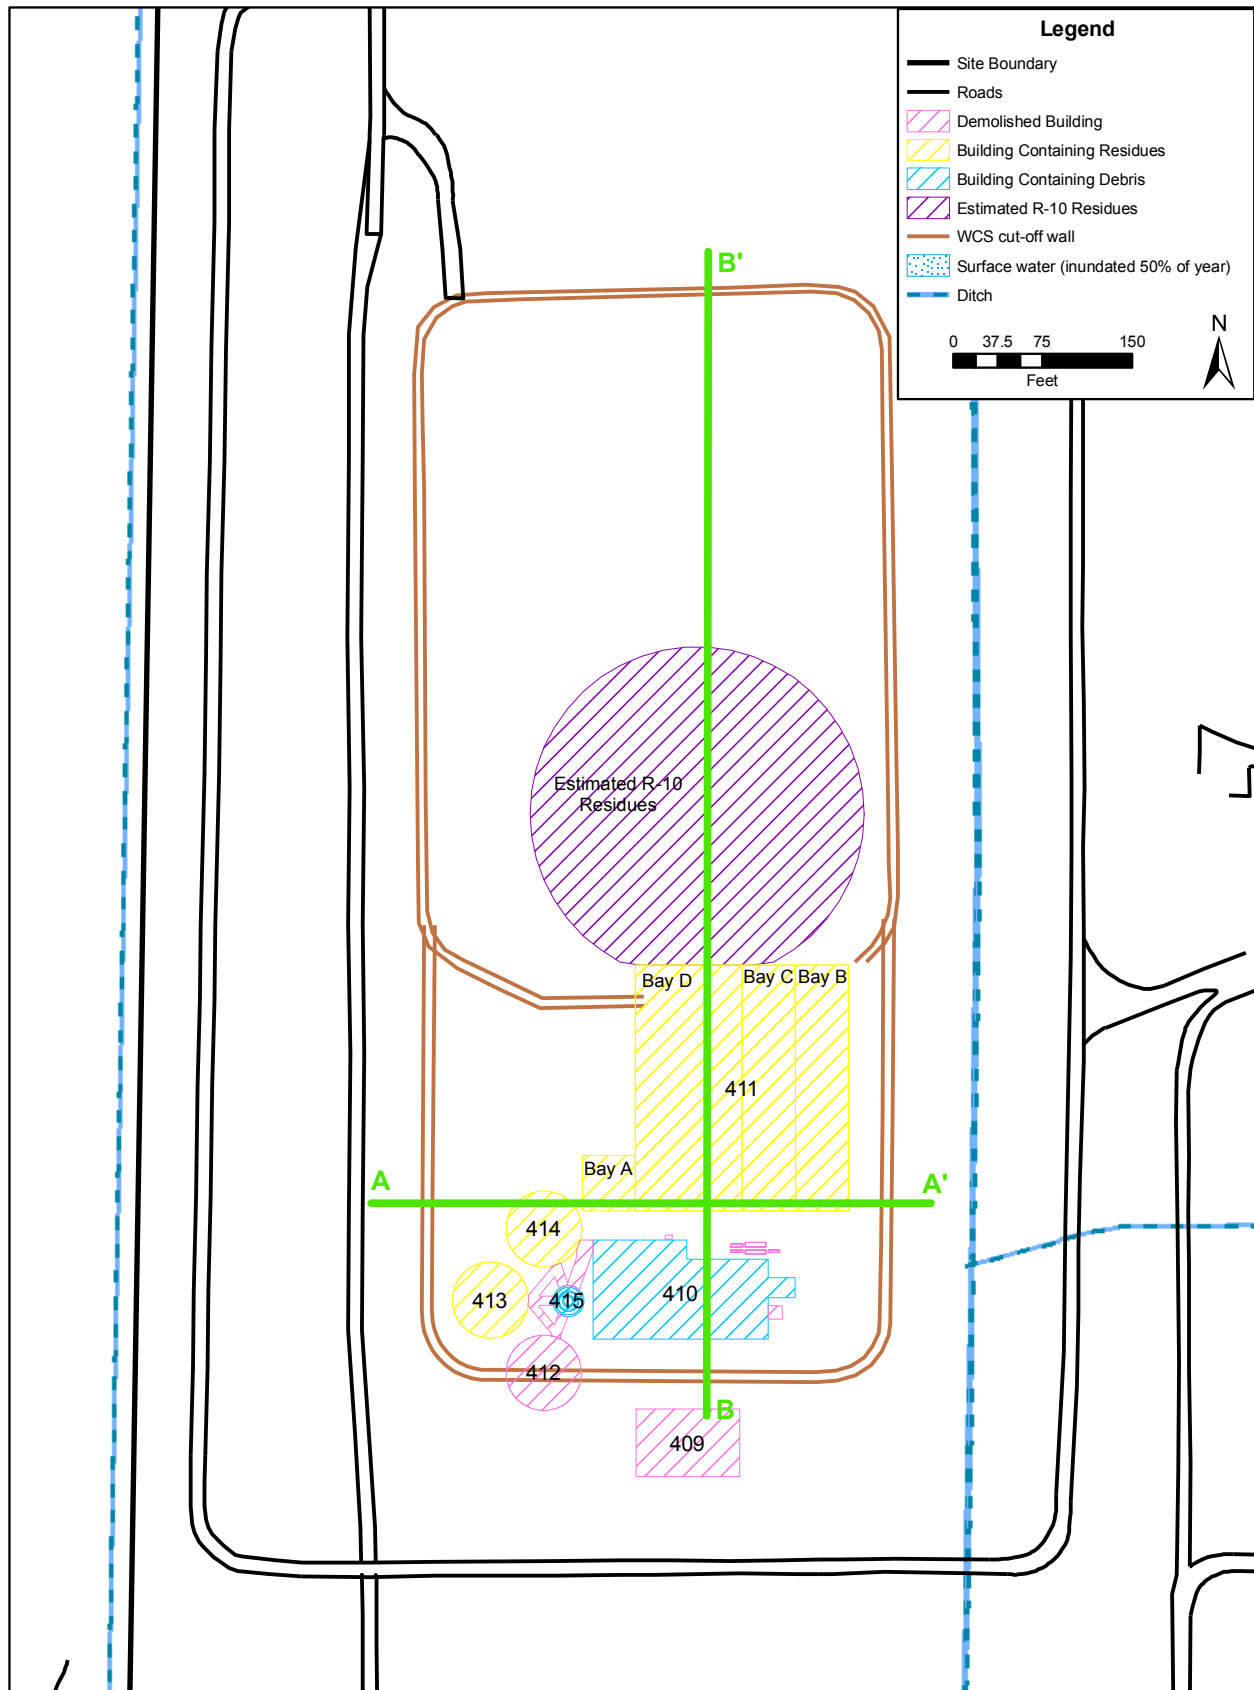 Legend
Site Boundary
Roads
Demolished Building
Building Containing Residues
Building Containing Debris
Estimated R-10 Residues
WCS cut-off wall
Surface water (inundated 50% of year)
Ditch
N
0 37.5 75 150
Feet
B'
Estimated R-10
Residues
Bay D
Bay C
Bay B
411
Bay A
A
A'
414
413
415
410
412
B
409